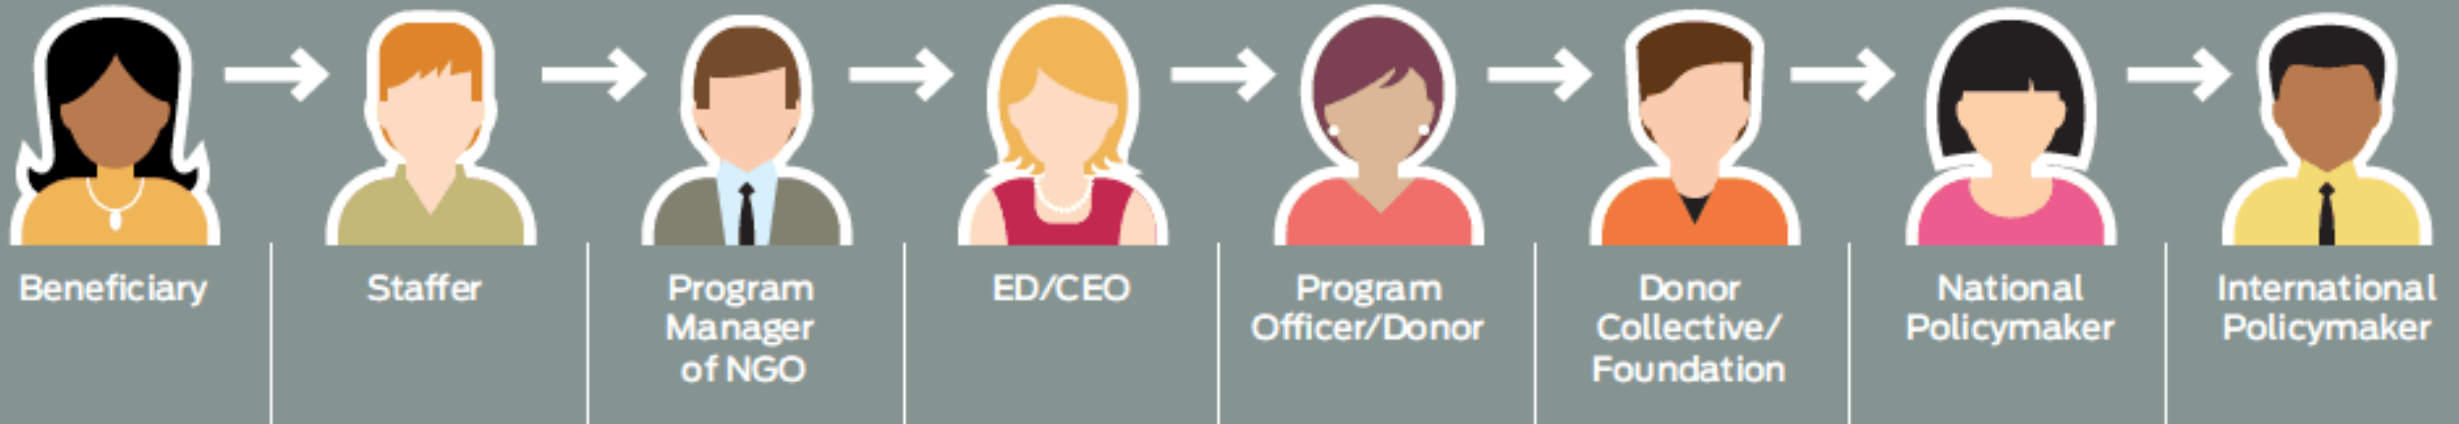 Beneficiary
Staffer
Program
Manager
of NGO
ED/CEO
Program
Officer/Donor
Donor
Collective/
Foundation
National
Policymaker
International
Policymaker